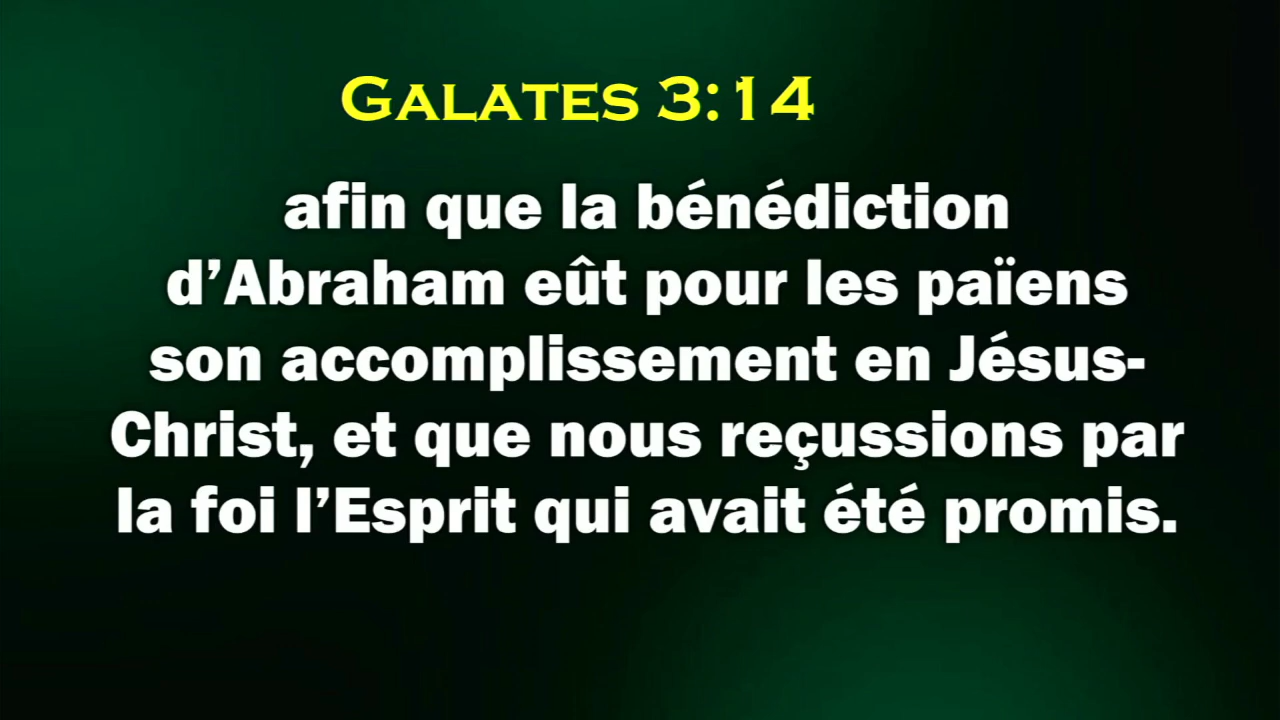 GALATES 3:14
afin que la bénédiction
d’Abraham eût pour les païens
son accomplissement en Jésus-
Christ, et que nous reçussions par
la foi l’Esprit qui avait été promis.